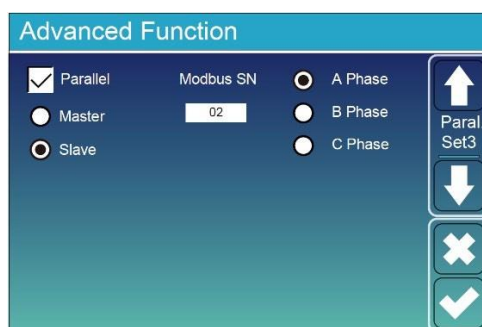 Advanced Function
Parallel
Modbus SN
A Phase
Master
02
B Phase
Slave
C Phase
Paral.
Set3